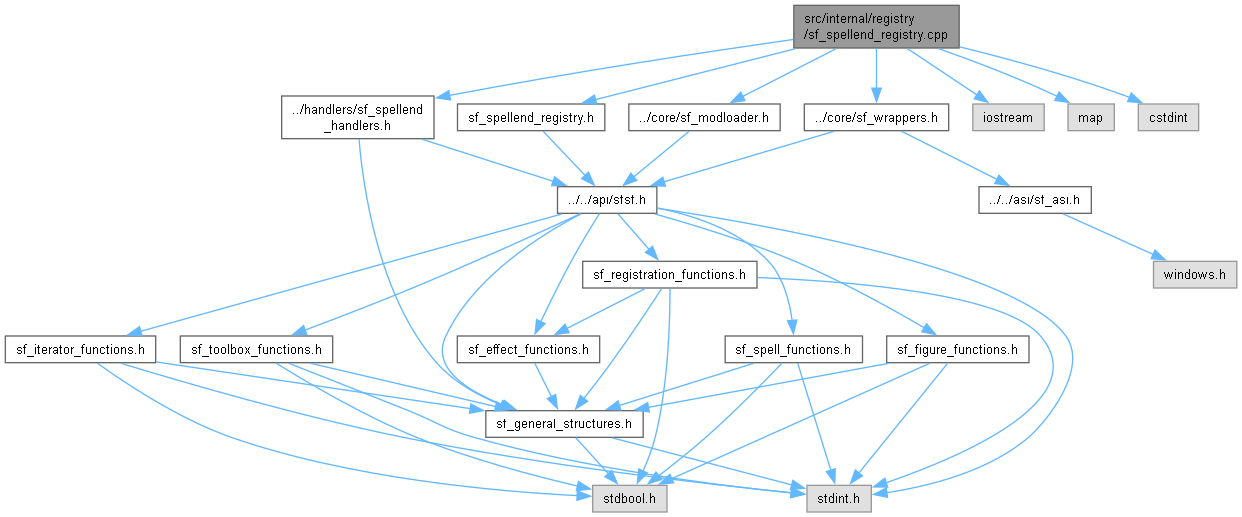 src/internal/registry
/sf_spellend_registry.cpp
../handlers/sf_spellend
_handlers.h
sf_spellend_registry.h
../core/sf_modloader.h
../core/sf_wrappers.h
iostream
map
cstdint
../../api/sfsf.h
../../asi/sf_asi.h
sf_registration_functions.h
windows.h
sf_iterator_functions.h
sf_toolbox_functions.h
sf_effect_functions.h
sf_spell_functions.h
sf_figure_functions.h
sf_general_structures.h
stdbool.h
stdint.h